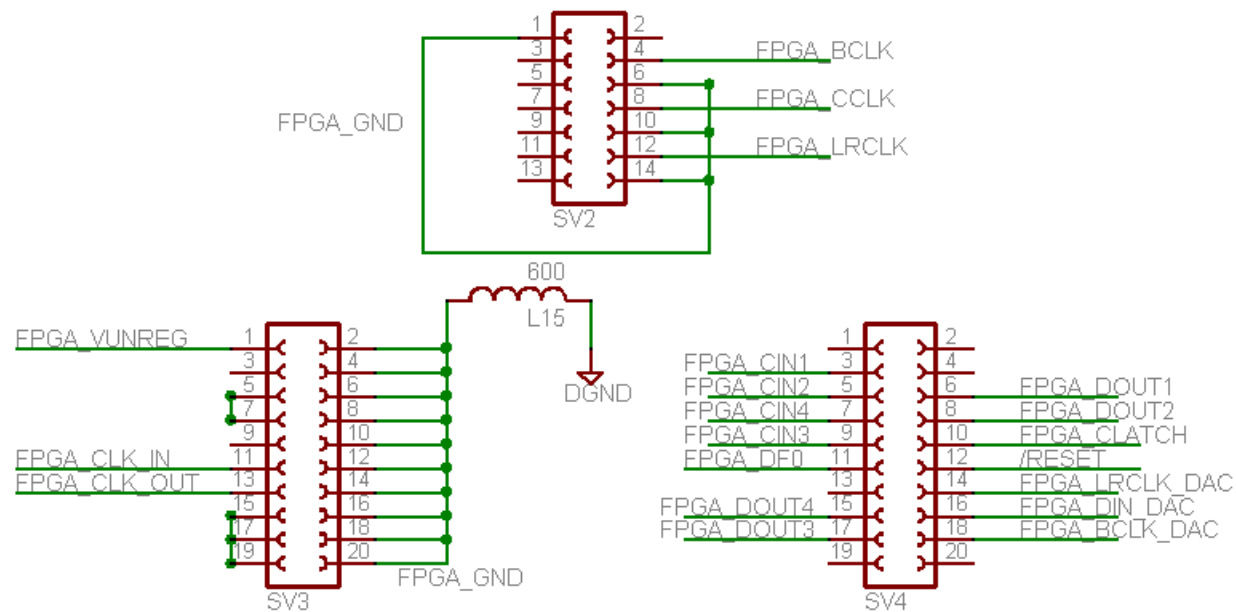 1 2
3 4 FPGA_BCLK
5 6
7 8 FPGA_CCLK
FPGA_GND
9 10
11 12 FPGA_LRCLK
13 14
SV2
600
L15
DGND
FPGA_VUNREG 1 2
3 4
5 6
7 8
9 10
FPGA_CLK_IN 11 12
FPGA_CLK_OUT 13 14
15 16
17 18
19 20
FPGA_GND
SV3
1 2
FPGA_CIN1 3 4
FPGA_CIN2 5 6 FPGA_DOUT1
FPGA_CIN4 7 8 FPGA_DOUT2
FPGA_CIN3 9 10 FPGA_CLATCH
FPGA_DF0 11 12 /RESET
13 14 FPGA_LRCLK_DAC
FPGA_DOUT4 15 16 FPGA_DIN_DAC
FPGA_DOUT3 17 18 FPGA_BCLK_DAC
19 20
SV4